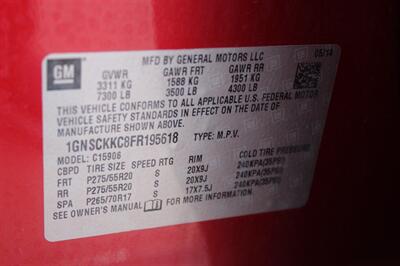 GM
MFD BY GENERAL MOTORS LLC 05/14
GVWR GAWR FRT GAWR RR
3311 KG 1588 KG 1951 KG
7300 LB 3500 LB 4300 LB
THIS VEHICLE CONFORMS TO ALL APPLICABLE U.S. FEDERAL MOTOR
VEHICLE SAFETY STANDARDS IN EFFECT ON THE DATE OF
MANUFACTURE SHOWN ABOVE.
1GNSCKKC8FR195618 TYPE: M.P.V.
MODEL: C15906
CBPD TIRE SIZE SPEED RTG RIM COLD TIRE PRESSURE
FRT P275/55R20 S 20X9J 240KPA(35PSI)
RR P275/55R20 S 20X9J 240KPA(35PSI)
SPA P265/70R17 S 17X7.5J 240KPA(35PSI)
SEE OWNER'S MANUAL FOR MORE INFORMATION